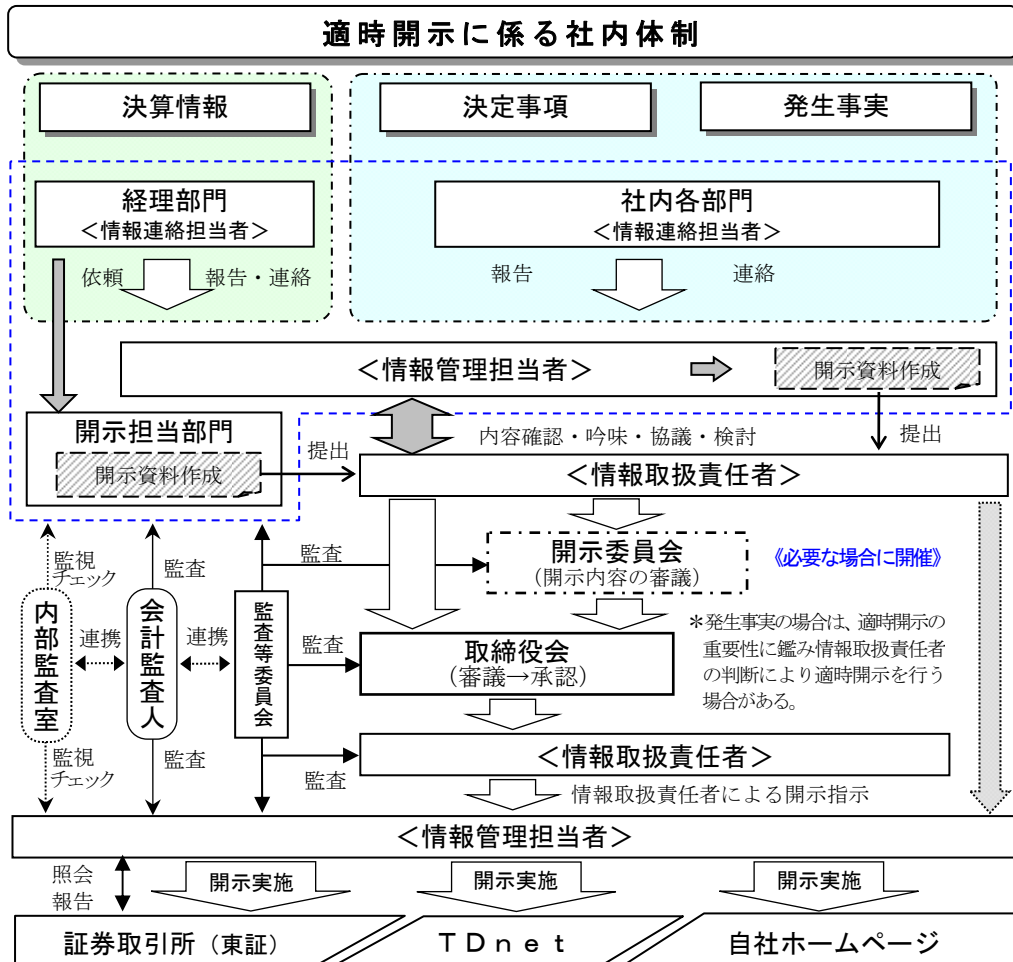 適時開示に係る社内体制
決算情報
決定事項
発生事実
経理部門
＜情報連絡担当者＞
社内各部門
＜情報連絡担当者＞
依頼
報告・連絡
報告
連絡
＜情報管理担当者＞
開示資料作成
開示担当部門
開示資料作成
提出
内容確認・吟味・協議・検討
提出
＜情報取扱責任者＞
監視
チェック
監査
監査
開示委員会
（開示内容の審議）
《必要な場合に開催》
内部監査室
連携
会計監査人
連携
監査等委員会
監査
取締役会
（審議→承認）
＊発生事実の場合は、適時開示の
重要性に鑑み情報取扱責任者
の判断により適時開示を行う
場合がある。
監視
チェック
監査
監査
＜情報取扱責任者＞
情報取扱責任者による開示指示
＜情報管理担当者＞
照会
報告
開示実施
開示実施
開示実施
証券取引所（東証）
ＴＤｎｅｔ
自社ホームページ